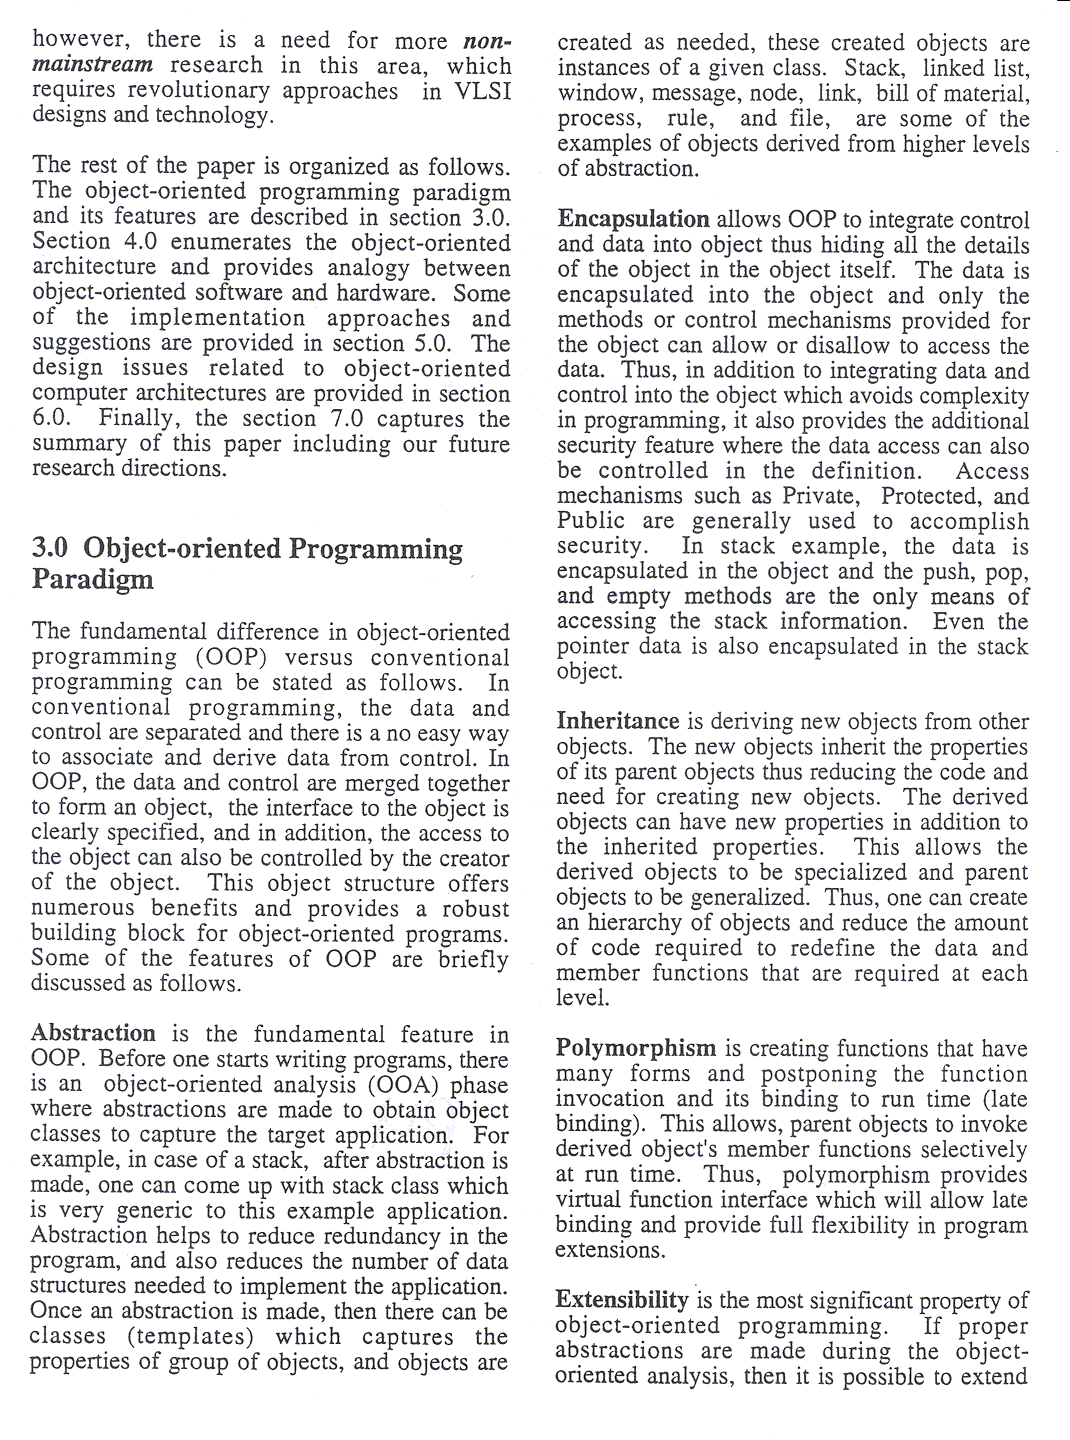 however, there is a need for more non-
mainstream research in this area, which
requires revolutionary approaches in VLSI
designs and technology.
The rest of the paper is organized as follows.
The object-oriented programming paradigm
and its features are described in section 3.0.
Section 4.0 enumerates the object-oriented
architecture and provides analogy between
object-oriented software and hardware. Some
of the implementation approaches and
suggestions are provided in section 5.0. The
design issues related to object-oriented
computer architectures are provided in section
6.0. Finally, the section 7.0 captures the
summary of this paper including our future
research directions.
3.0 Object-oriented Programming
Paradigm
The fundamental difference in object-oriented
programming (OOP) versus conventional
programming can be stated as follows. In
conventional programming, the data and
control are separated and there is a no easy way
to associate and derive data from control. In
OOP, the data and control are merged together
to form an object, the interface to the object is
clearly specified, and in addition, the access to
the object can also be controlled by the creator
of the object. This object structure offers
numerous benefits and provides a robust
building block for object-oriented programs.
Some of the features of OOP are briefly
discussed as follows.
Abstraction is the fundamental feature in
OOP. Before one starts writing programs, there
is an object-oriented analysis (OOA) phase
where abstractions are made to obtain object
classes to capture the target application. For
example, in case of a stack, after abstraction is
made, one can come up with stack class which
is very generic to this example application.
Abstraction helps to reduce redundancy in the
program, and also reduces the number of data
structures needed to implement the application.
Once an abstraction is made, then there can be
classes (templates) which captures the
properties of group of objects, and objects are
created as needed, these created objects are
instances of a given class. Stack, linked list,
window, message, node, link, bill of material,
process, rule, and file, are some of the
examples of objects derived from higher levels
of abstraction.
Encapsulation allows OOP to integrate control
and data into object thus hiding all the details
of the object in the object itself. The data is
encapsulated into the object and only the
methods or control mechanisms provided for
the object can allow or disallow to access the
data. Thus, in addition to integrating data and
control into the object which avoids complexity
in programming, it also provides the additional
security feature where the data access can also
be controlled in the definition. Access
mechanisms such as Private, Protected, and
Public are generally used to accomplish
security. In stack example, the data is
encapsulated in the object and the push, pop,
and empty methods are the only means of
accessing the stack information. Even the
pointer data is also encapsulated in the stack
object.
Inheritance is deriving new objects from other
objects. The new objects inherit the properties
of its parent objects thus reducing the code and
need for creating new objects. The derived
objects can have new properties in addition to
the inherited properties. This allows the
derived objects to be specialized and parent
objects to be generalized. Thus, one can create
an hierarchy of objects and reduce the amount
of code required to redefine the data and
member functions that are required at each
level.
Polymorphism is creating functions that have
many forms and postponing the function
invocation and its binding to run time (late
binding). This allows, parent objects to invoke
derived object's member functions selectively
at run time. Thus, polymorphism provides
virtual function interface which will allow late
binding and provide full flexibility in program
extensions.
Extensibility is the most significant property of
object-oriented programming. If proper
abstractions are made during the object-
oriented analysis, then it is possible to extend